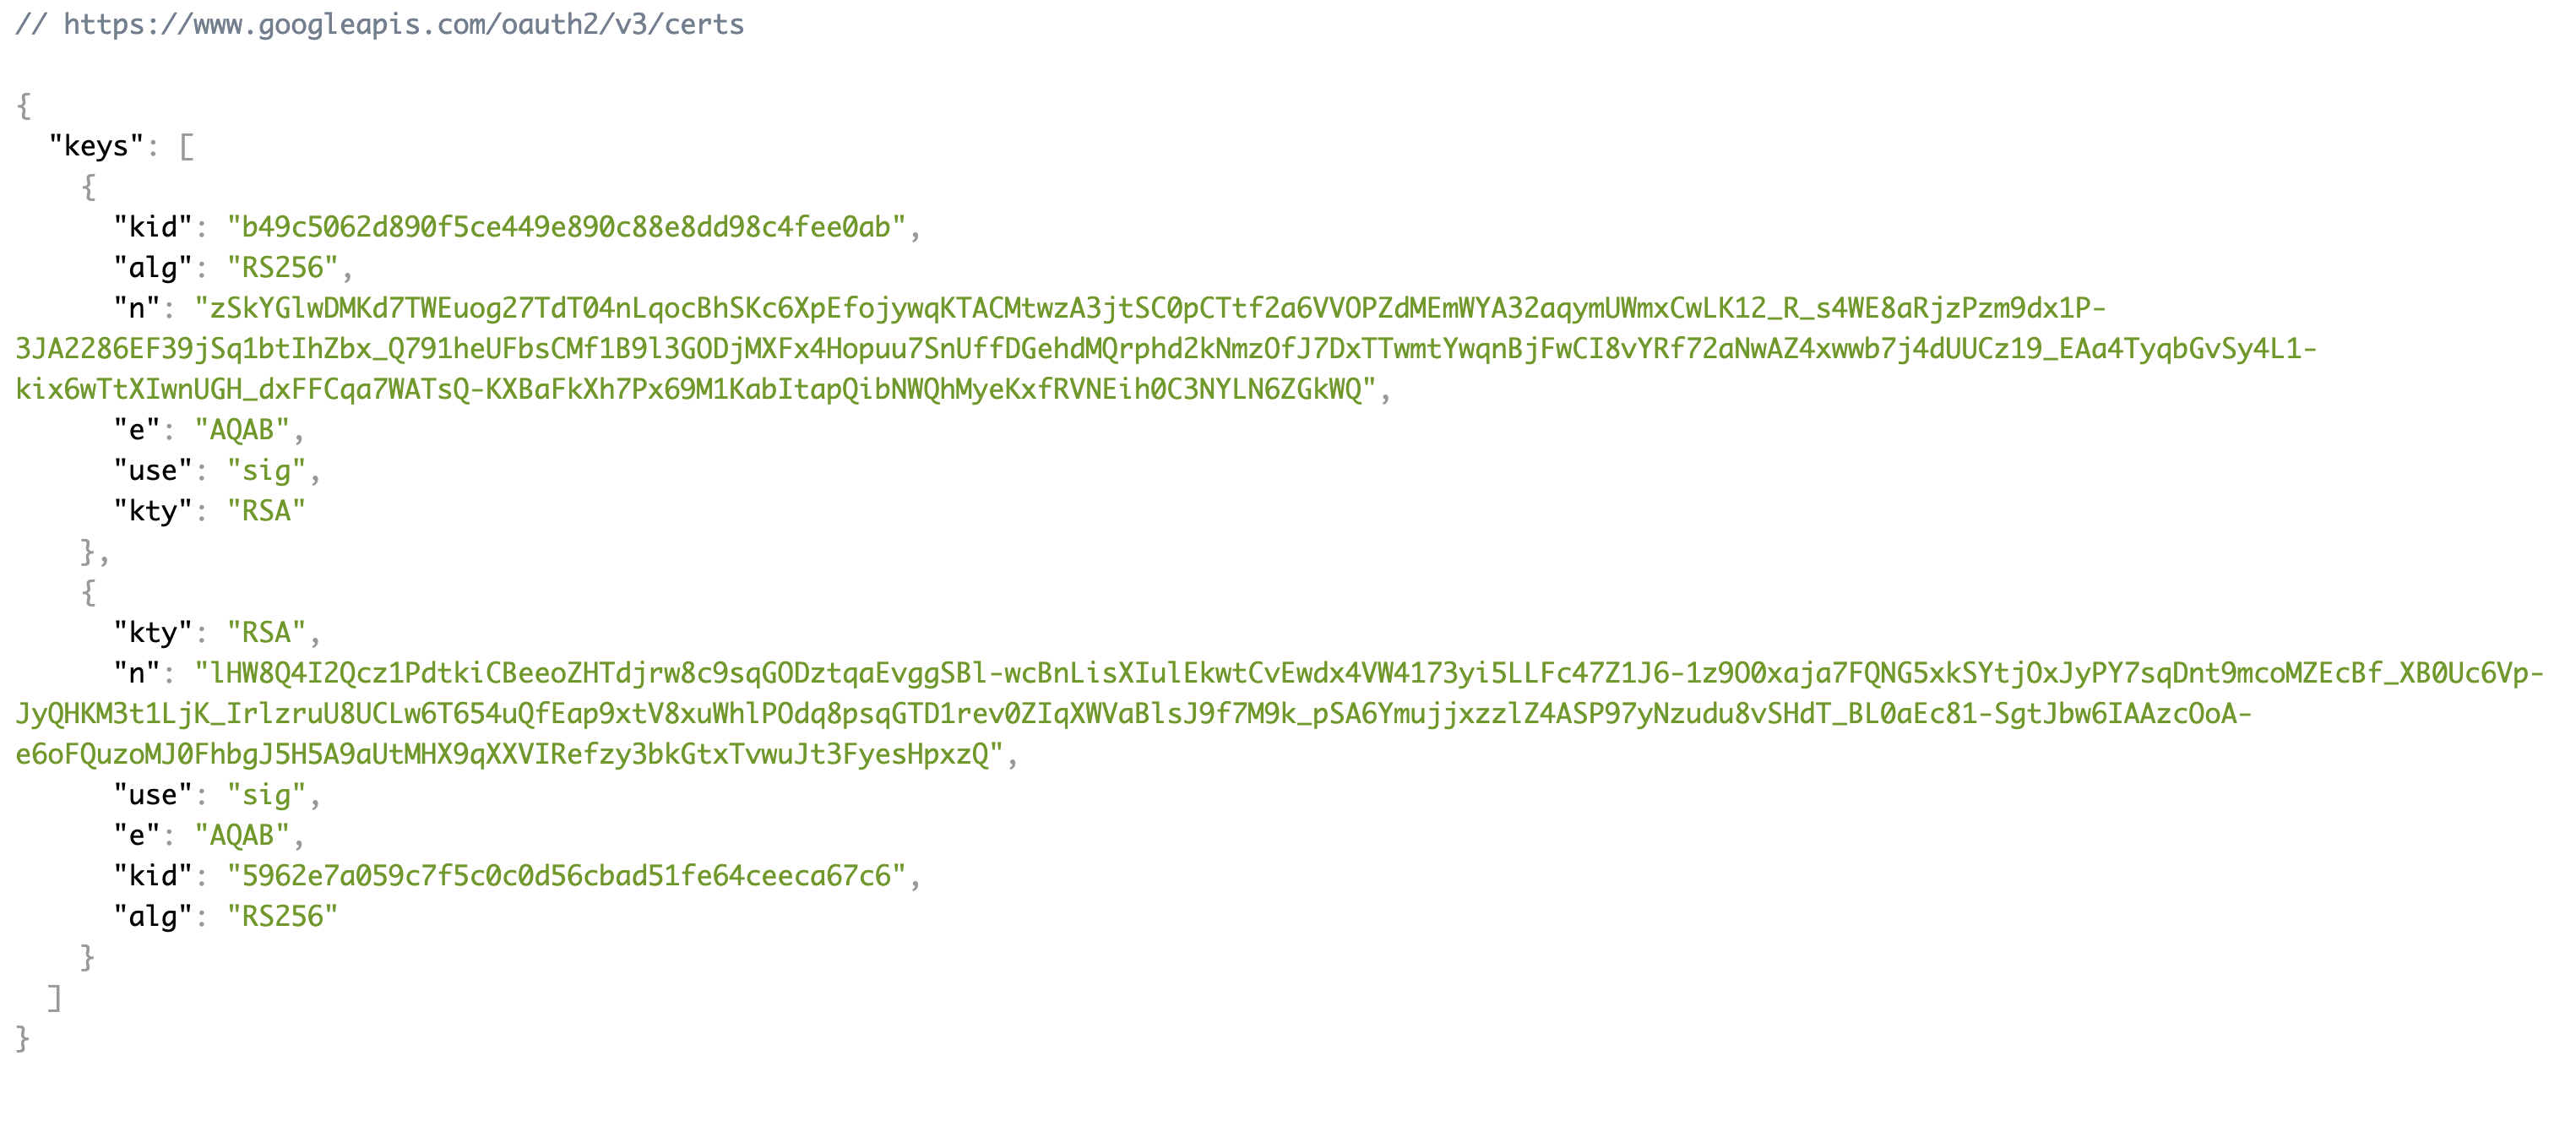 // https://www.googleapis.com/oauth2/v3/certs
{
"keys": [
{
"kid": "b49c5062d890f5ce449e890c88e8dd98c4fee0ab",
"alg": "RS256",
"n": "zSkYGlwDMKd7TWEuog27TdT04nLqocBhSKc6XpEfojywqKTACMtwzA3jtSC0pCTtf2a6VVOPZdMEmWYA32aqymUWmxCwLK12_R_s4WE8aRjzPzm9dx1P-
3JA2286EF39jSq1btIhZbx_Q791heUFbsCMf1B9l3GODjMXFx4Hopuu7SnUffDGehdMQrphd2kNmzOfJ7DxTTwmtYwqnBjFwCI8vYRf72aNwAZ4xwwb7j4dUUCz19_EAa4TyqbGvSy4L1-
kix6wTtXIwnUGH_dxFFCqa7WATsQ-KXBaFkXh7Px69M1KabItapQibNWQhMyeKxfRVNEih0C3NYLN6ZGkWQ",
"e": "AQAB",
"use": "sig",
"kty": "RSA"
},
{
"kty": "RSA",
"n": "lHW8Q4I2Qcz1PdtkiCBeeoZHTdjrw8c9sqGODztqaEvggSBl-wcBnLisXIulEkwtCvEwdx4VW4173yi5LLFc47Z1J6-1z9O0xaja7FQNG5xkSYtjOxJyPY7sqDnt9mcoMZEcBf_XB0Uc6Vp-
JyQHKM3t1LjK_IrlzruU8UCLw6T654uQfEap9xtV8xuWhlPOdq8psqGTD1rev0ZIqXWVaBlsJ9f7M9k_pSA6YmujjxzzlZ4ASP97yNzudu8vSHdT_BL0aEc81-SgtJbw6IAAzcOoA-
e6oFQuzoMJ0FhbgJ5H5A9aUtMHX9qXXVIRefzy3bkGtxTvwuJt3FyesHpxzQ",
"use": "sig",
"e": "AQAB",
"kid": "5962e7a059c7f5c0c0d56cbad51fe64ceeca67c6",
"alg": "RS256"
}
]
}